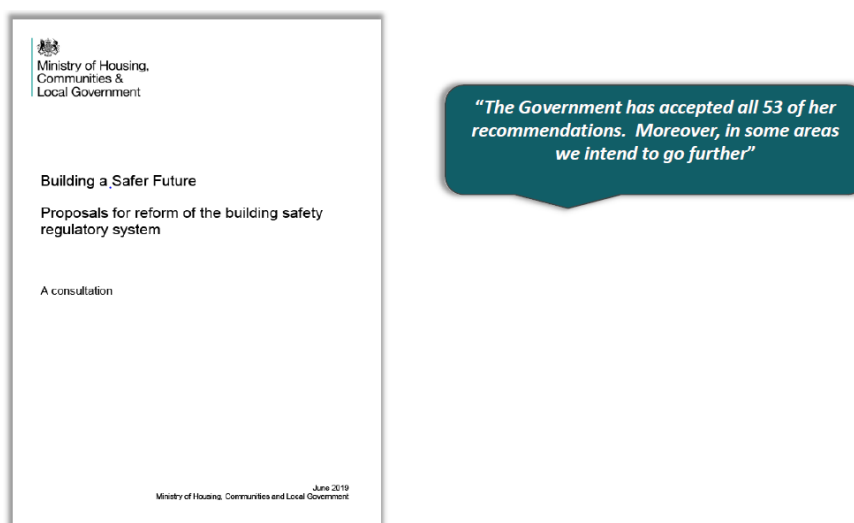 Ministry of Housing,
Communities &
Local Government
Building a Safer Future
Proposals for reform of the building safety
regulatory system
A consultation
June 2019
Ministry of Housing, Communities and Local Government
"The Government has accepted all 53 of her
recommendations.  Moreover, in some areas
we intend to go further"